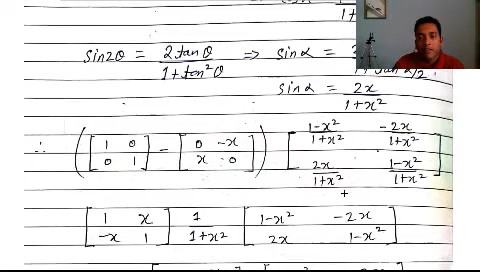 1+
sin2θ = 2tanθ / 1+tan²θ ⇒ sinα =
sinα = 2x / 1+x²
∴ ( [ 1 0 ; 0 1 ] − [ 0 −x ; x 0 ] ) [ 1−x²/1+x² −2x/1+x² ; 2x/1+x² 1−x²/1+x² ]
+
[ 1 x ; −x 1 ] 1/1+x² [ 1−x² −2x ; 2x 1−x² ]